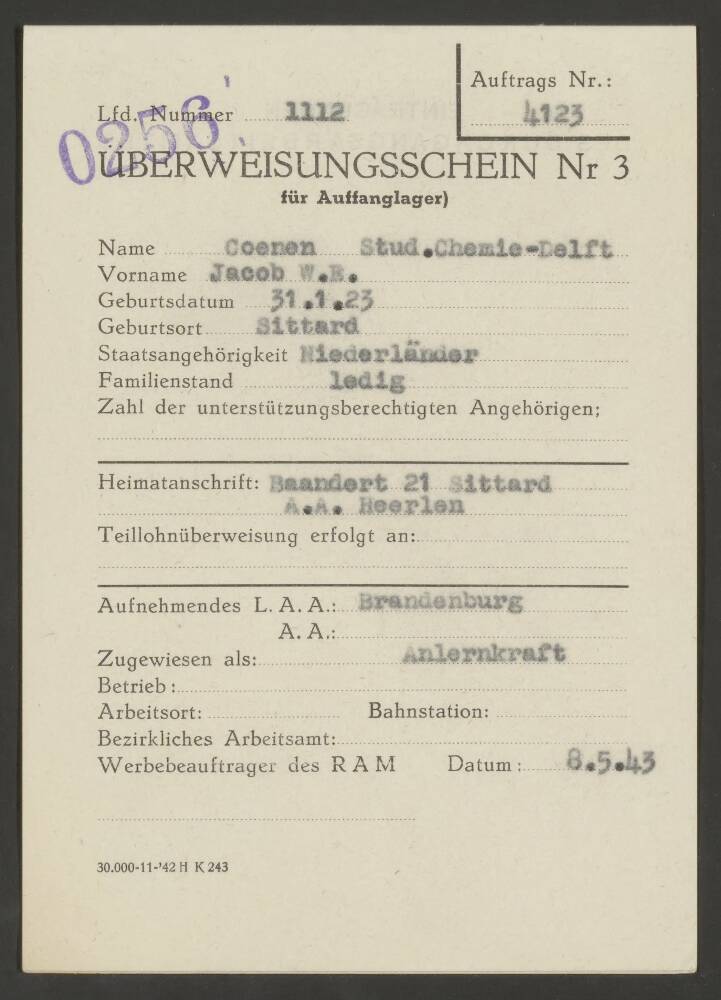 Auftrags Nr.:
4123
Lfd. Nummer 1112
0256
ÜBERWEISUNGSSCHEIN Nr 3
für Auffanglager)
Name Coenen Stud.Chemie-Delft
Vorname Jacob W.E.
Geburtsdatum 31.1.23
Geburtsort Sittard
Staatsangehörigkeit Niederländer
Familienstand ledig
Zahl der unterstützungsberechtigten Angehörigen;
Heimatanschrift: Baandert 21 Sittard
A.A. Heerlen
Teillohnüberweisung erfolgt an:
Aufnehmendes L. A. A.: Brandenburg
A. A.:
Zugewiesen als: Anlernkraft
Betrieb:
Arbeitsort: Bahnstation:
Bezirkliches Arbeitsamt:
Werbebeauftrager des R A M Datum: 8.5.43
30.000-11-'42 H K 243